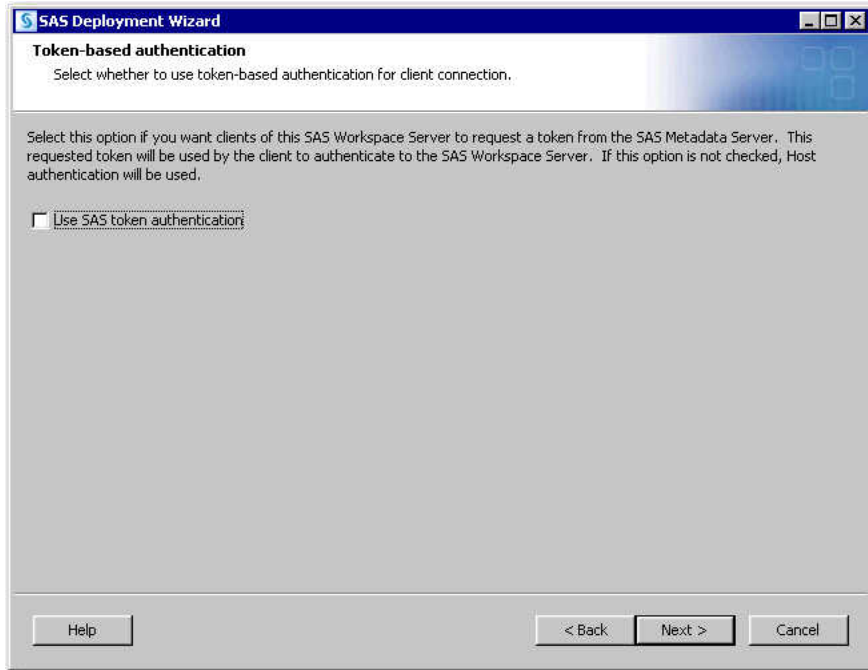 SAS Deployment Wizard
Token-based authentication
Select whether to use token-based authentication for client connection.
Select this option if you want clients of this SAS Workspace Server to request a token from the SAS Metadata Server. This
requested token will be used by the client to authenticate to the SAS Workspace Server. If this option is not checked, Host
authentication will be used.
Use SAS token authentication
Help
< Back
Next >
Cancel